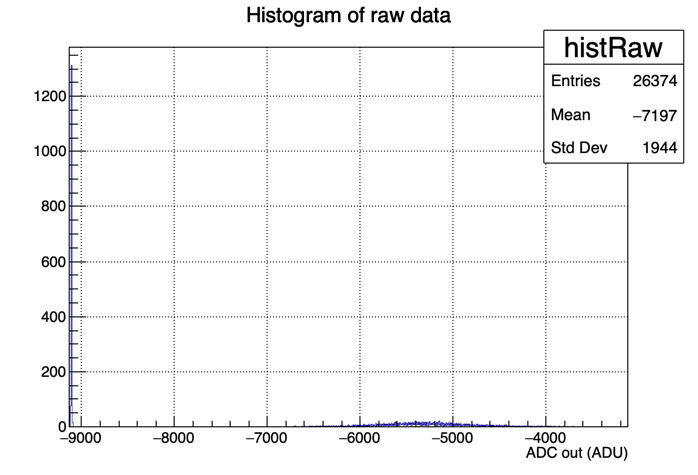 Histogram of raw data
histRaw
Entries 26374
Mean −7197
Std Dev 1944
1200
1000
800
600
400
200
0
−9000 −8000 −7000 −6000 −5000 −4000
ADC out (ADU)